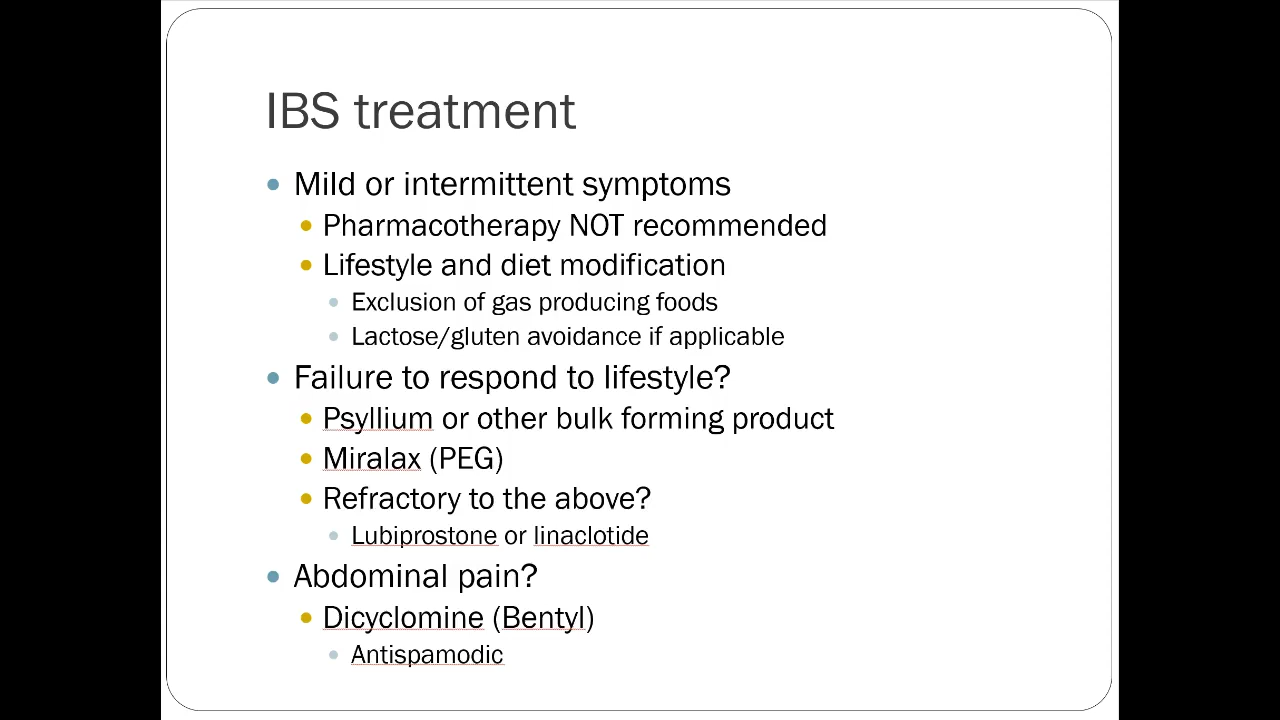 IBS treatment
Mild or intermittent symptoms
Pharmacotherapy NOT recommended
Lifestyle and diet modification
Exclusion of gas producing foods
Lactose/gluten avoidance if applicable
Failure to respond to lifestyle?
Psyllium or other bulk forming product
Miralax (PEG)
Refractory to the above?
Lubiprostone or linaclotide
Abdominal pain?
Dicyclomine (Bentyl)
Antispamodic